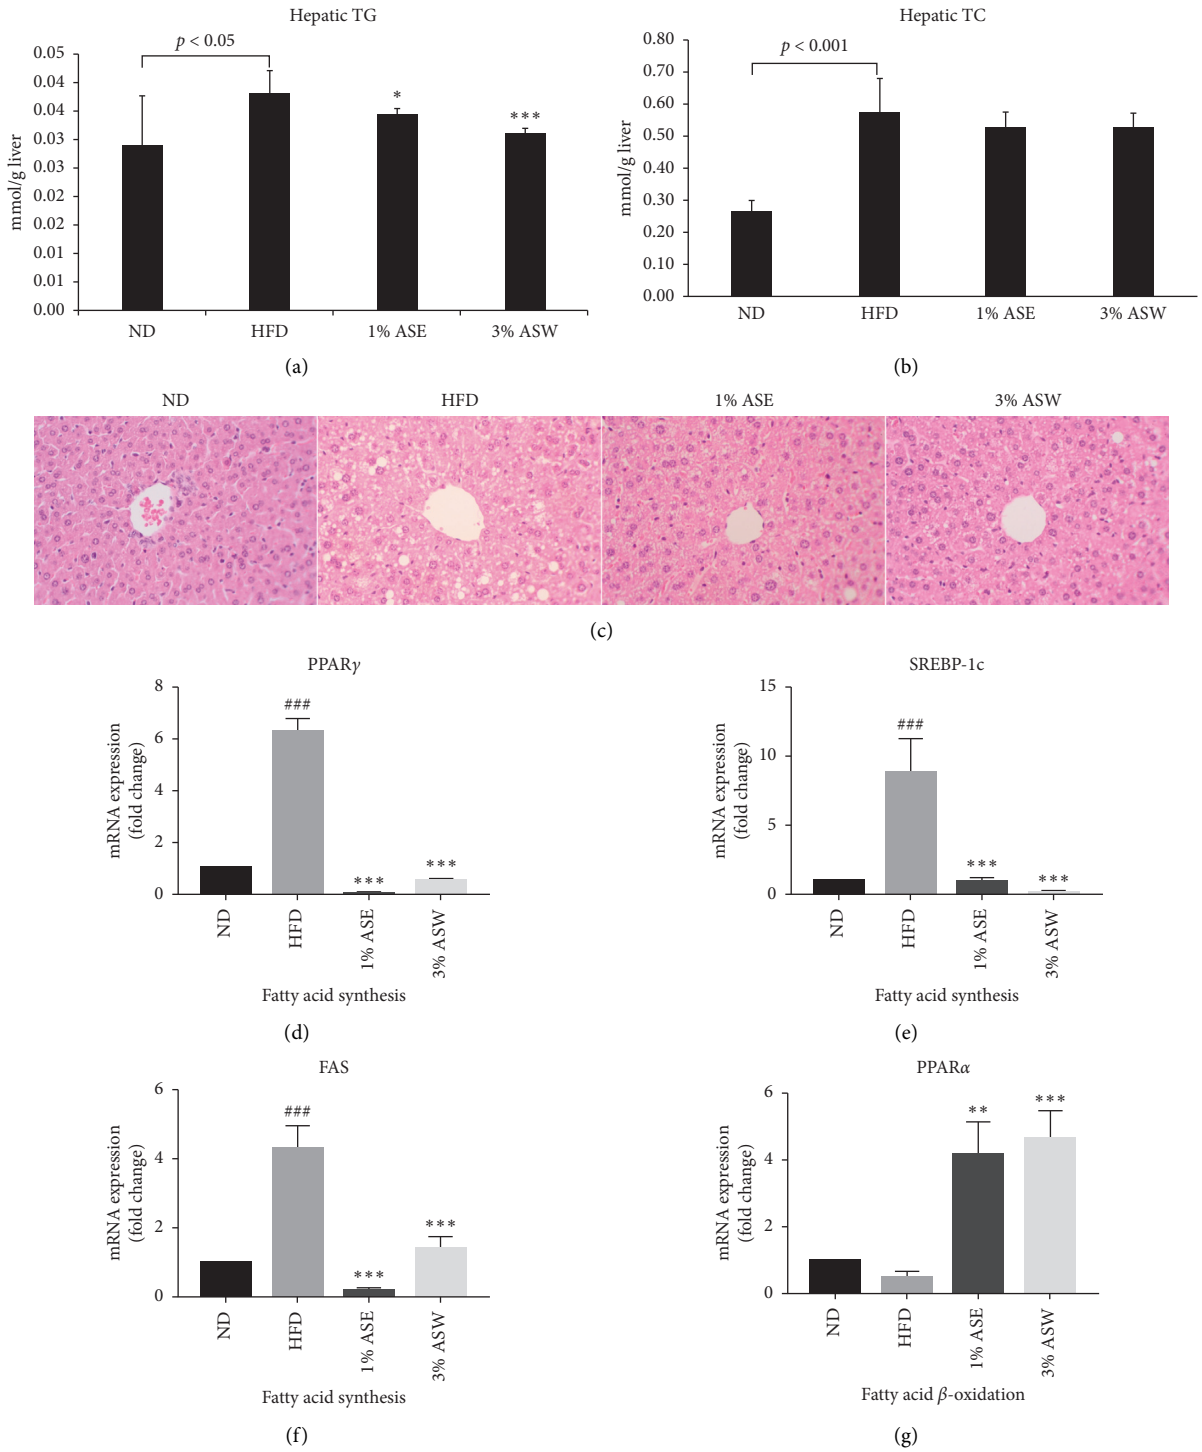 Hepatic TG
p < 0.05
*
***
mmol/g liver
0.05
0.04
0.04
0.03
0.03
0.02
0.02
0.01
0.01
0.00
ND
HFD
1% ASE
3% ASW
(a)
Hepatic TC
p < 0.001
mmol/g liver
0.80
0.70
0.60
0.50
0.40
0.30
0.20
0.10
0.00
ND
HFD
1% ASE
3% ASW
(b)
ND
HFD
1% ASE
3% ASW
(c)
PPARγ
mRNA expression
(fold change)
8
6
4
2
0
###
***
***
ND
HFD
1% ASE
3% ASW
Fatty acid synthesis
(d)
SREBP-1c
mRNA expression
(fold change)
15
10
5
0
###
***
***
ND
HFD
1% ASE
3% ASW
Fatty acid synthesis
(e)
FAS
mRNA expression
(fold change)
6
4
2
0
###
***
***
ND
HFD
1% ASE
3% ASW
Fatty acid synthesis
(f)
PPARα
mRNA expression
(fold change)
6
4
2
0
**
***
ND
HFD
1% ASE
3% ASW
Fatty acid β-oxidation
(g)